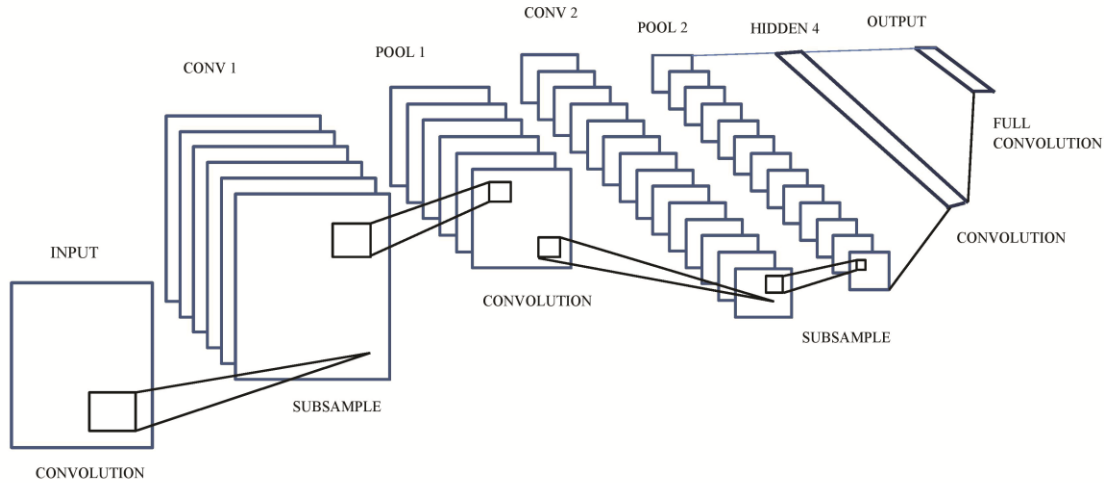 CONV 1
POOL 1
CONV 2
POOL 2
HIDDEN 4
OUTPUT
INPUT
FULL
CONVOLUTION
CONVOLUTION
CONVOLUTION
SUBSAMPLE
SUBSAMPLE
CONVOLUTION